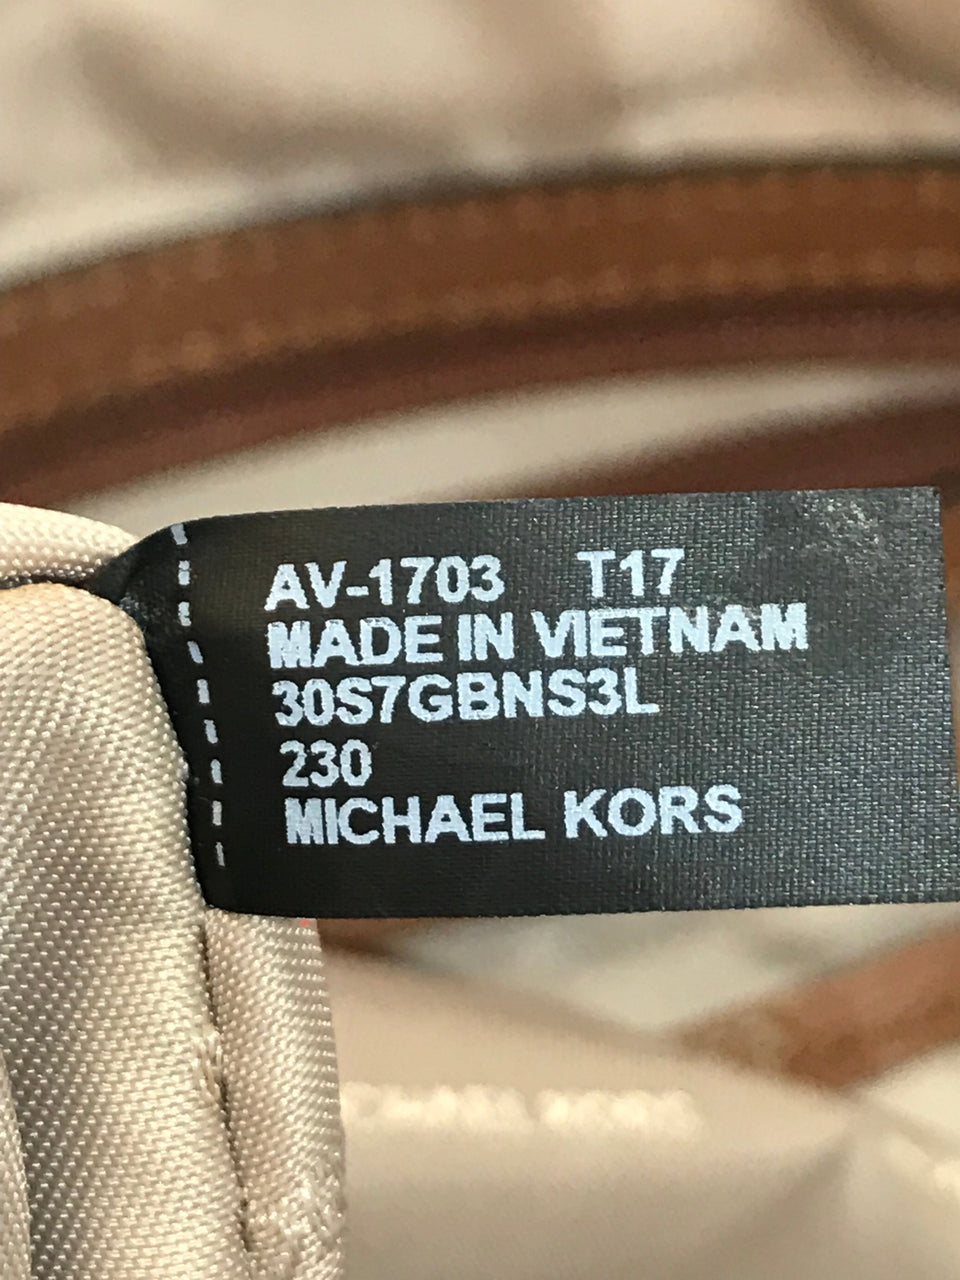 AV-1703 T17
MADE IN VIETNAM
30S7GBNS3L
230
MICHAEL KORS